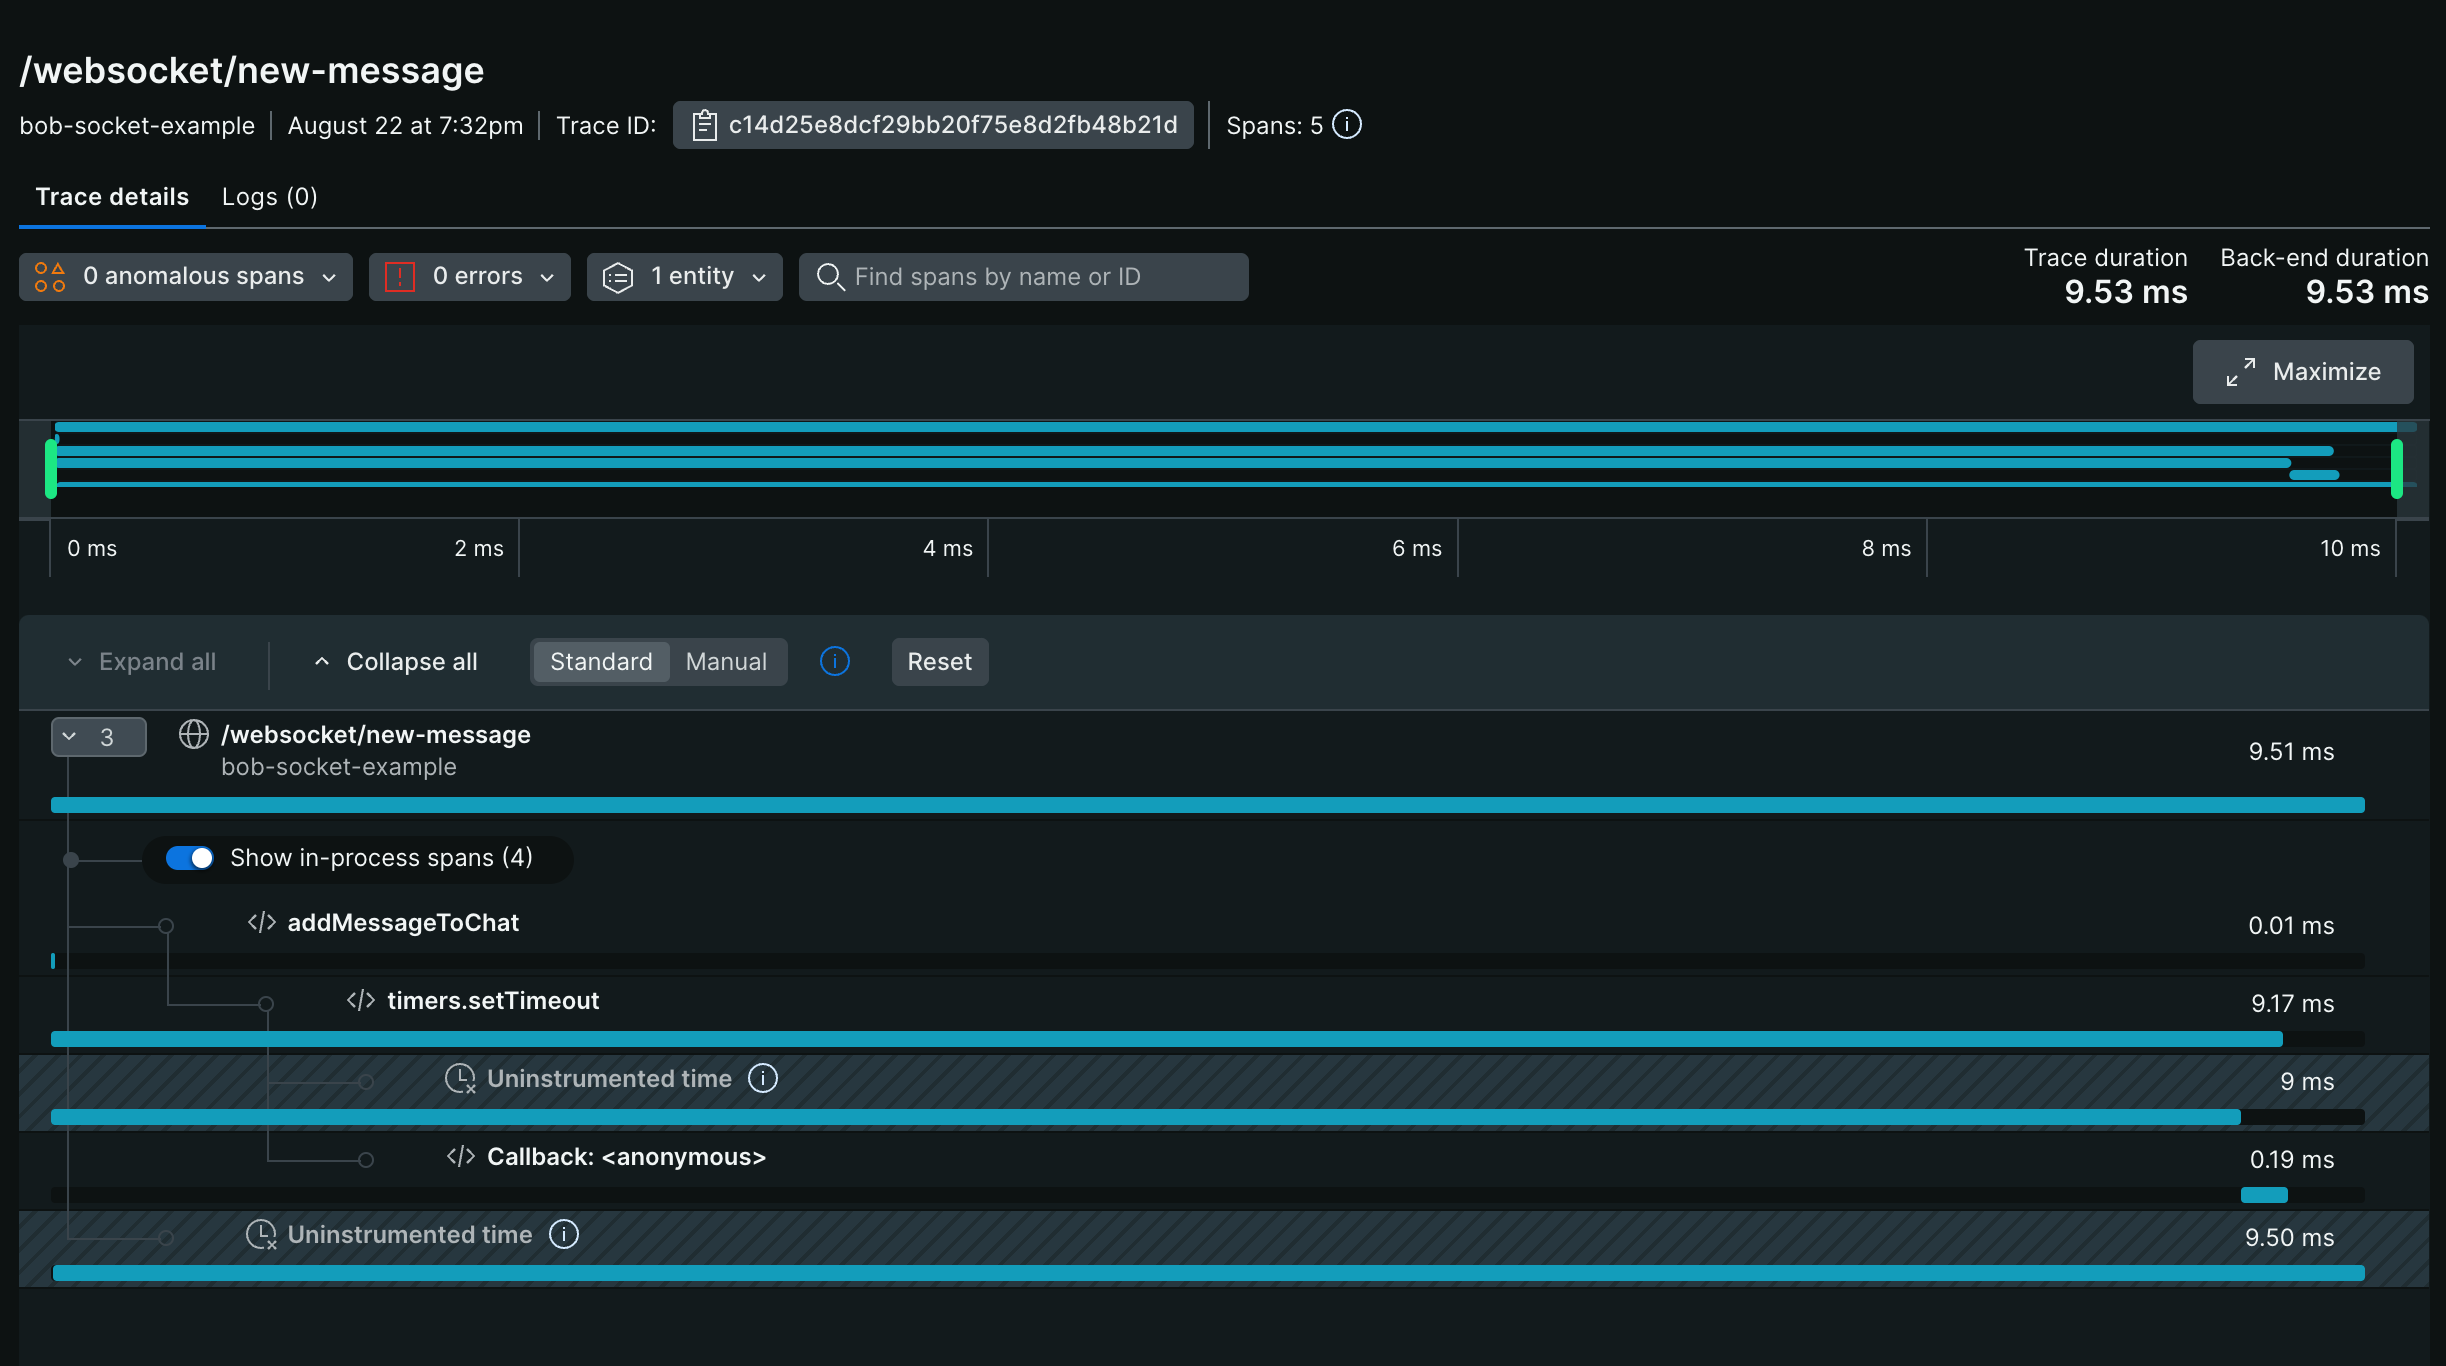 /websocket/new-message
bob-socket-example August 22 at 7:32pm Trace ID: c14d25e8dcf29bb20f75e8d2fb48b21d Spans: 5
Trace details Logs (0)
0 anomalous spans 0 errors 1 entity Find spans by name or ID
Trace duration Back-end duration
9.53 ms 9.53 ms
Maximize
0 ms 2 ms 4 ms 6 ms 8 ms 10 ms
Expand all Collapse all Standard Manual Reset
3 /websocket/new-message 9.51 ms
bob-socket-example
Show in-process spans (4)
addMessageToChat 0.01 ms
timers.setTimeout 9.17 ms
Uninstrumented time 9 ms
Callback: <anonymous> 0.19 ms
Uninstrumented time 9.50 ms